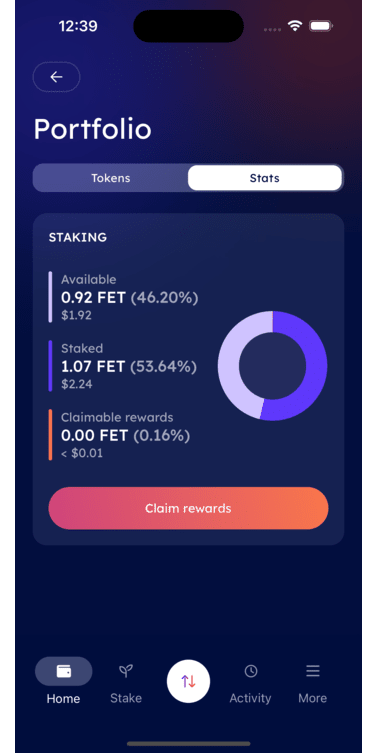 12:39
Portfolio
Tokens
Stats
STAKING
Available
0.92 FET (46.20%)
$1.92
Staked
1.07 FET (53.64%)
$2.24
Claimable rewards
0.00 FET (0.16%)
< $0.01
Claim rewards
Home
Stake
Activity
More